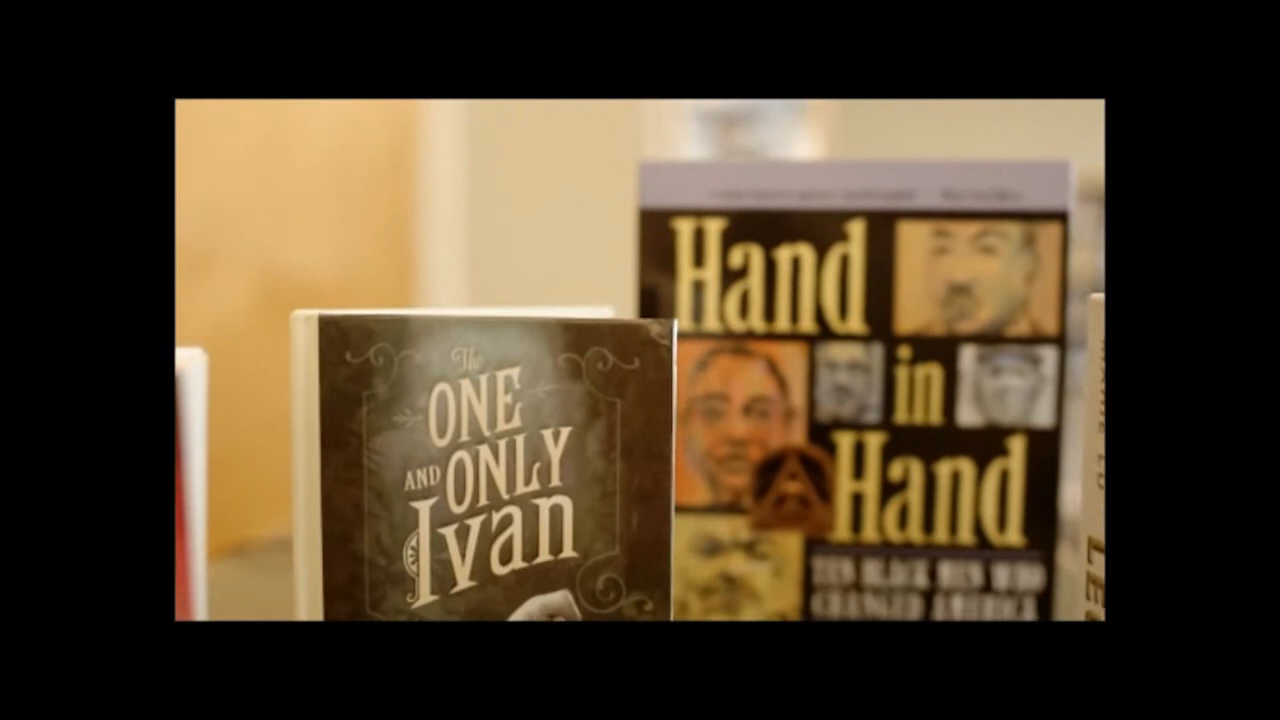 The
ONE
AND ONLY
Ivan
Hand
in
Hand
TEN BLACK MEN WHO
CHANGED AMERICA